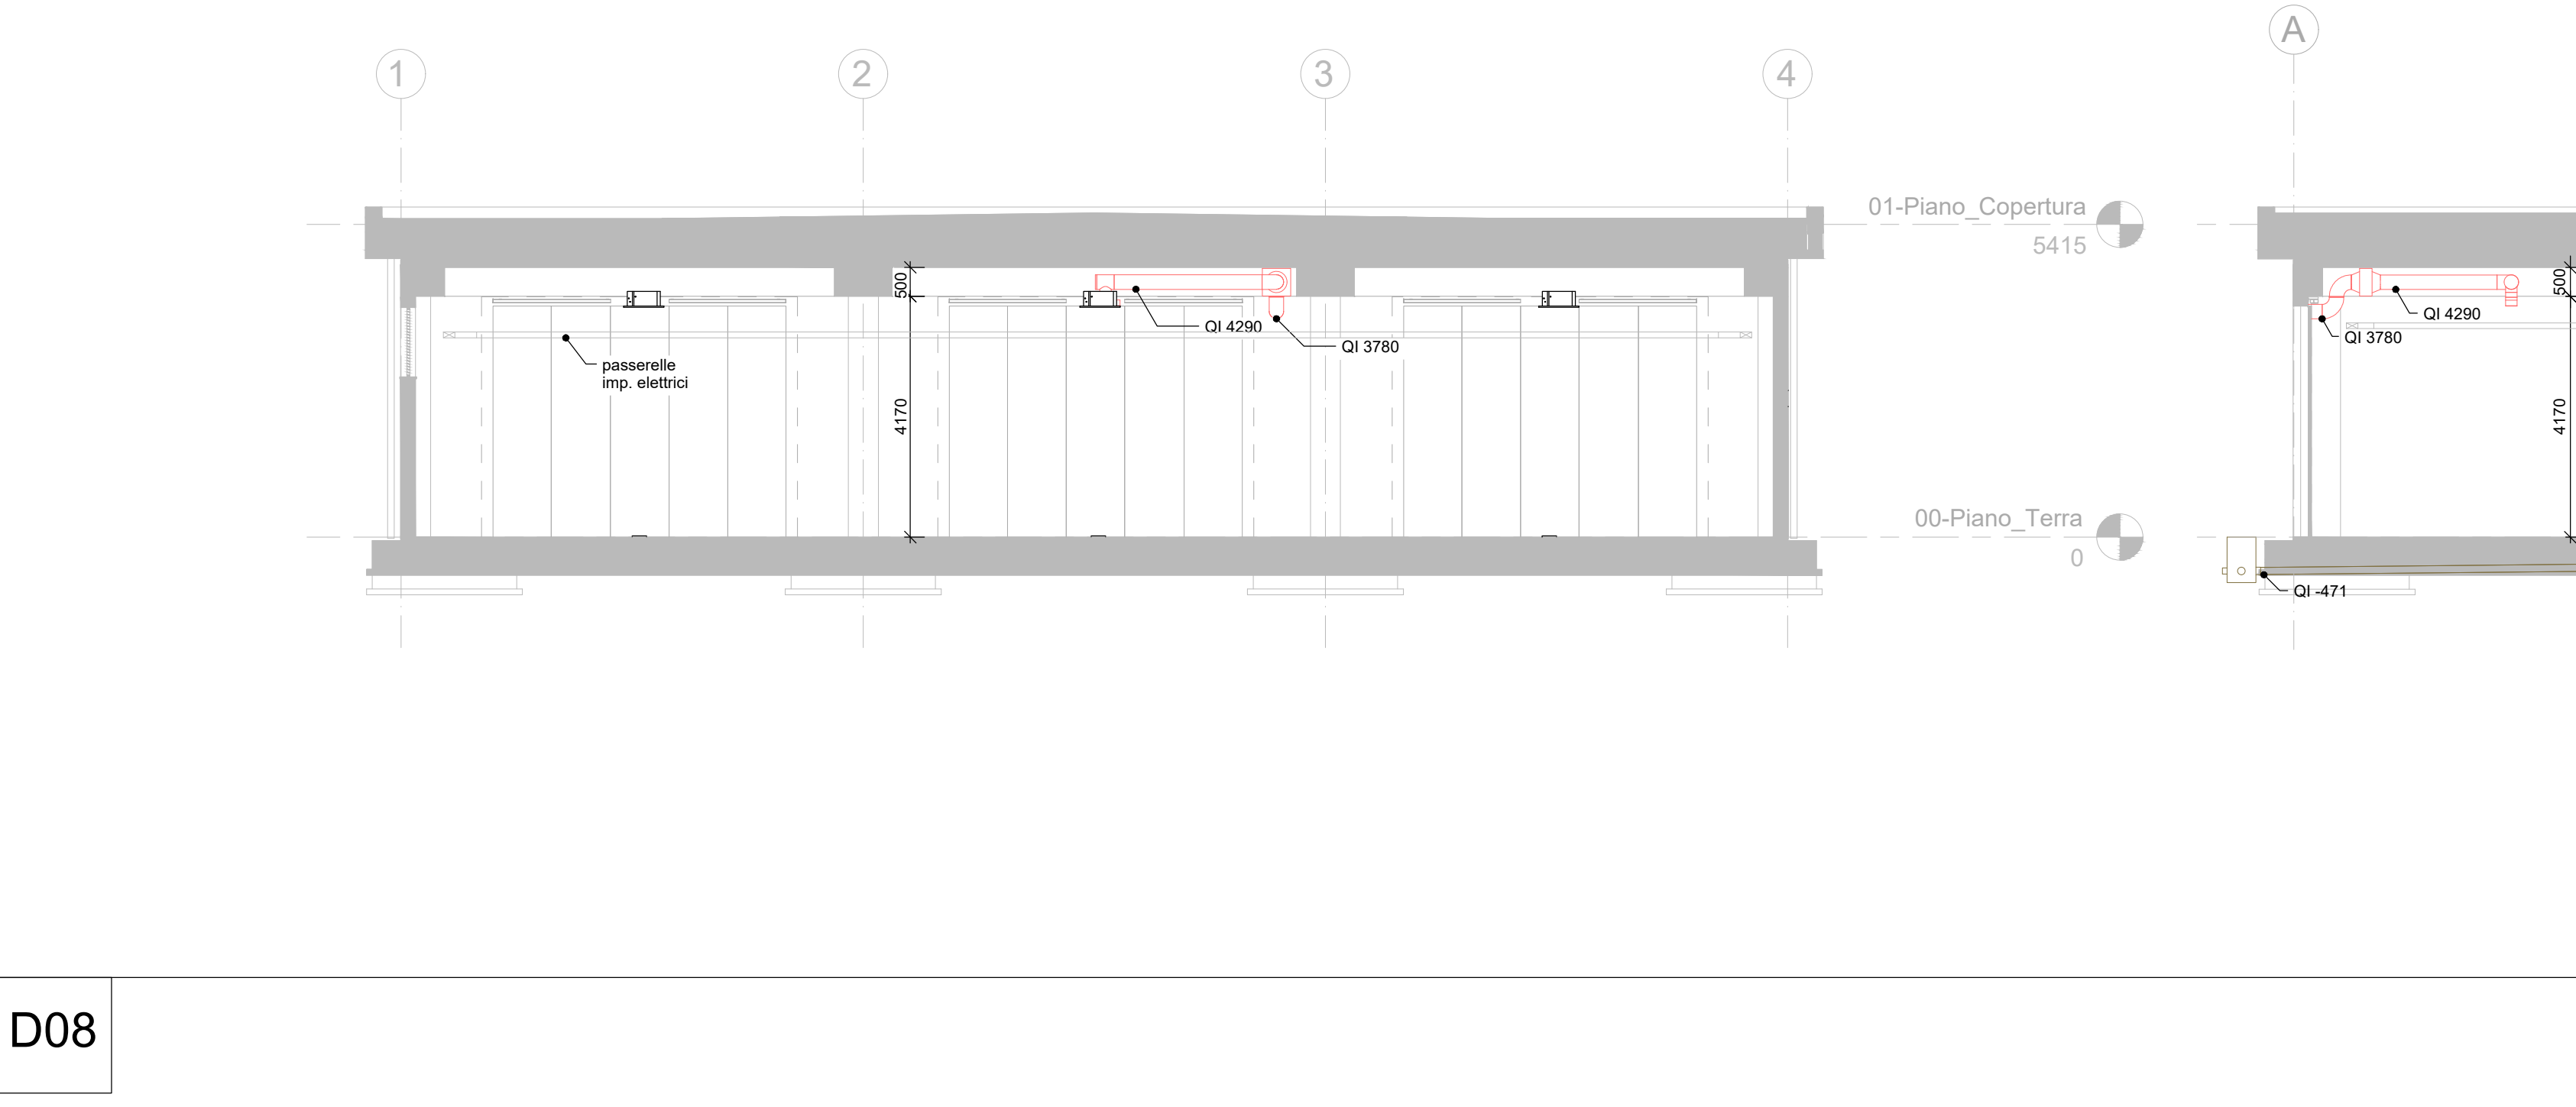 1
2
3
4
A
01-Piano_Copertura
5415
500
500
QI 4290
QI 3780
QI 4290
QI 3780
passerelle
imp. elettrici
4170
4170
00-Piano_Terra
0
QI -471
D08